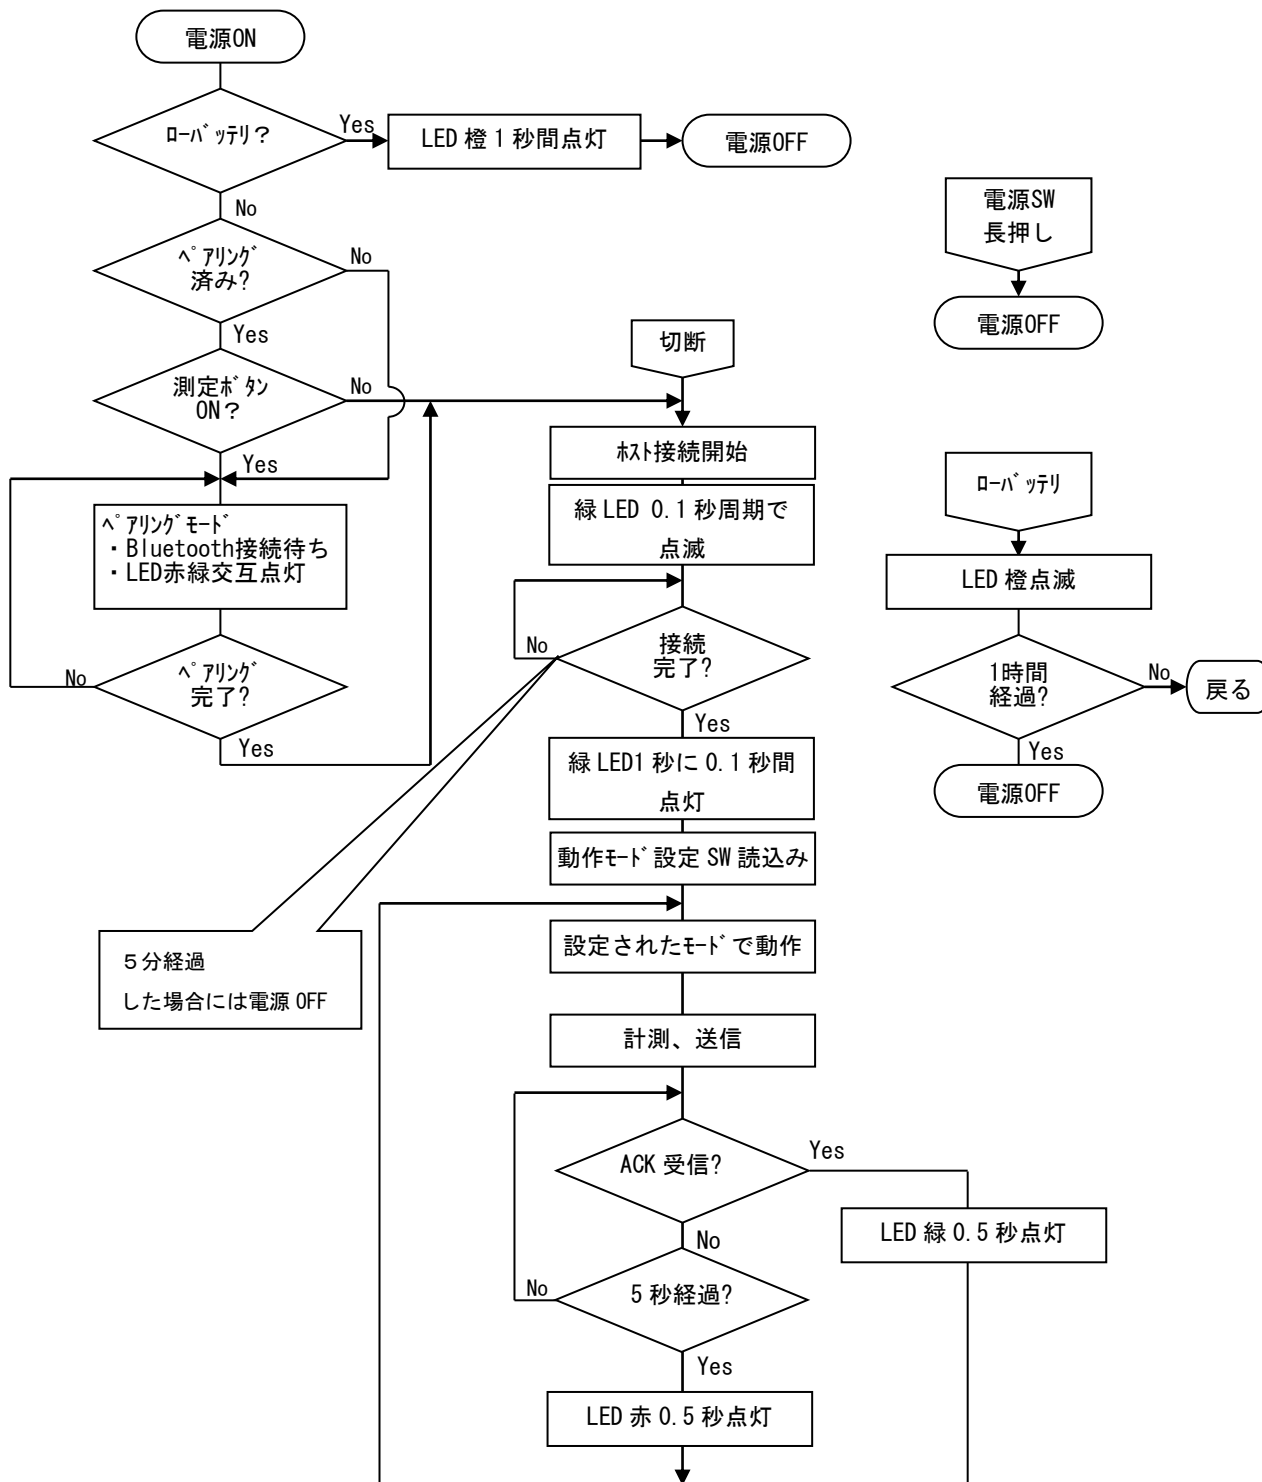 電源ON
ﾛｰﾊﾞｯﾃﾘ？
Yes
LED 橙 1 秒間点灯
電源OFF
No
ﾍﾟｱﾘﾝｸﾞ
済み?
No
Yes
測定ﾎﾞﾀﾝ
ON？
No
Yes
ﾍﾟｱﾘﾝｸﾞﾓｰﾄﾞ
・Bluetooth接続待ち
・LED赤緑交互点灯
ﾍﾟｱﾘﾝｸﾞ
完了?
No
Yes
切断
ﾎｽﾄ接続開始
緑 LED 0.1 秒周期で
点滅
接続
完了?
No
Yes
５分経過
した場合には電源 OFF
緑 LED1 秒に 0.1 秒間
点灯
動作ﾓｰﾄﾞ設定 SW 読込み
設定されたﾓｰﾄﾞで動作
計測、送信
ACK 受信?
Yes
No
LED 緑 0.5 秒点灯
5 秒経過?
No
Yes
LED 赤 0.5 秒点灯
電源SW
長押し
電源OFF
ﾛｰﾊﾞｯﾃﾘ
LED 橙点滅
1時間
経過?
No
戻る
Yes
電源OFF